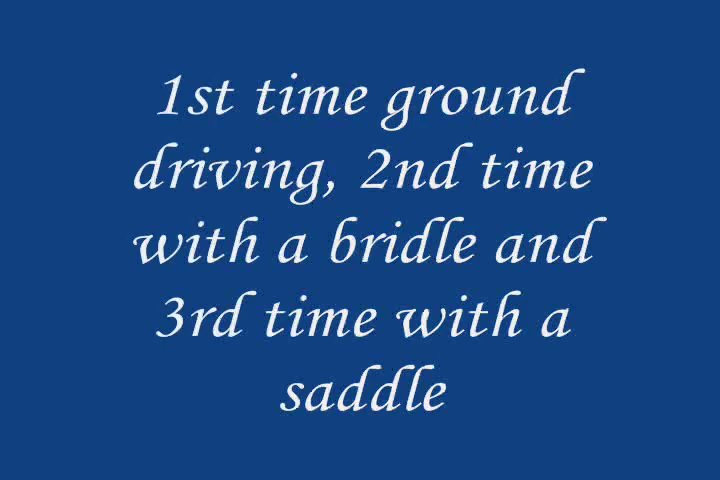 1st time ground
driving, 2nd time
with a bridle and
3rd time with a
saddle